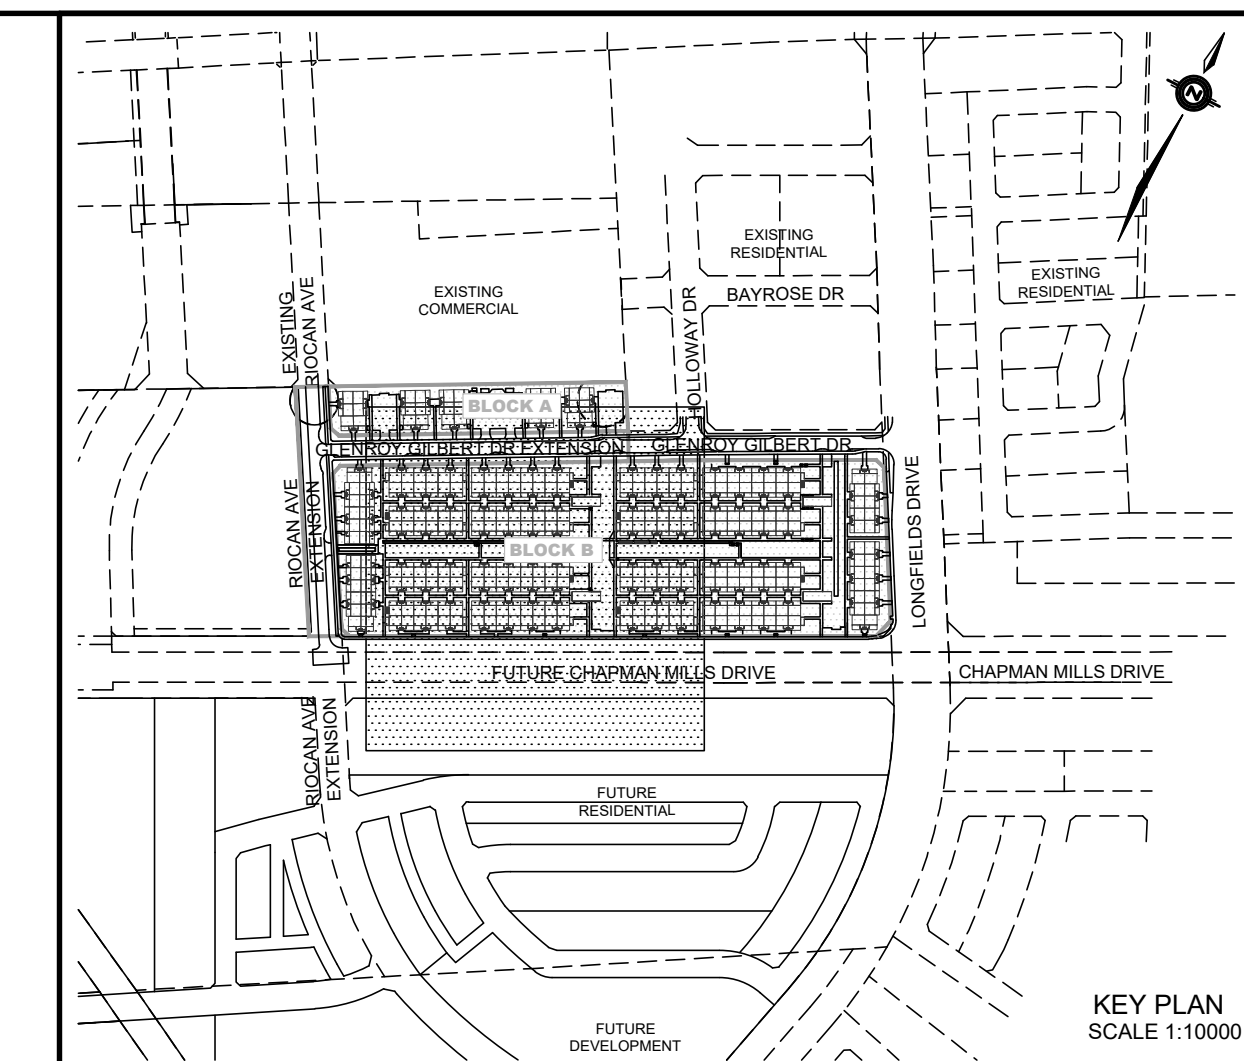 N
EXISTING
RESIDENTIAL
EXISTING
RESIDENTIAL
EXISTING
COMMERCIAL
BAYROSE DR
EXISTING
RIOCAN AVE
HOLLOWAY DR
BLOCK A
GLENROY GILBERT DR EXTENSION
GLENROY GILBERT DR
RIOCAN AVE
EXTENSION
BLOCK B
LONGFIELDS DRIVE
FUTURE CHAPMAN MILLS DRIVE
CHAPMAN MILLS DRIVE
RIOCAN AVE
EXTENSION
FUTURE
RESIDENTIAL
FUTURE
DEVELOPMENT
KEY PLAN
SCALE 1:10000